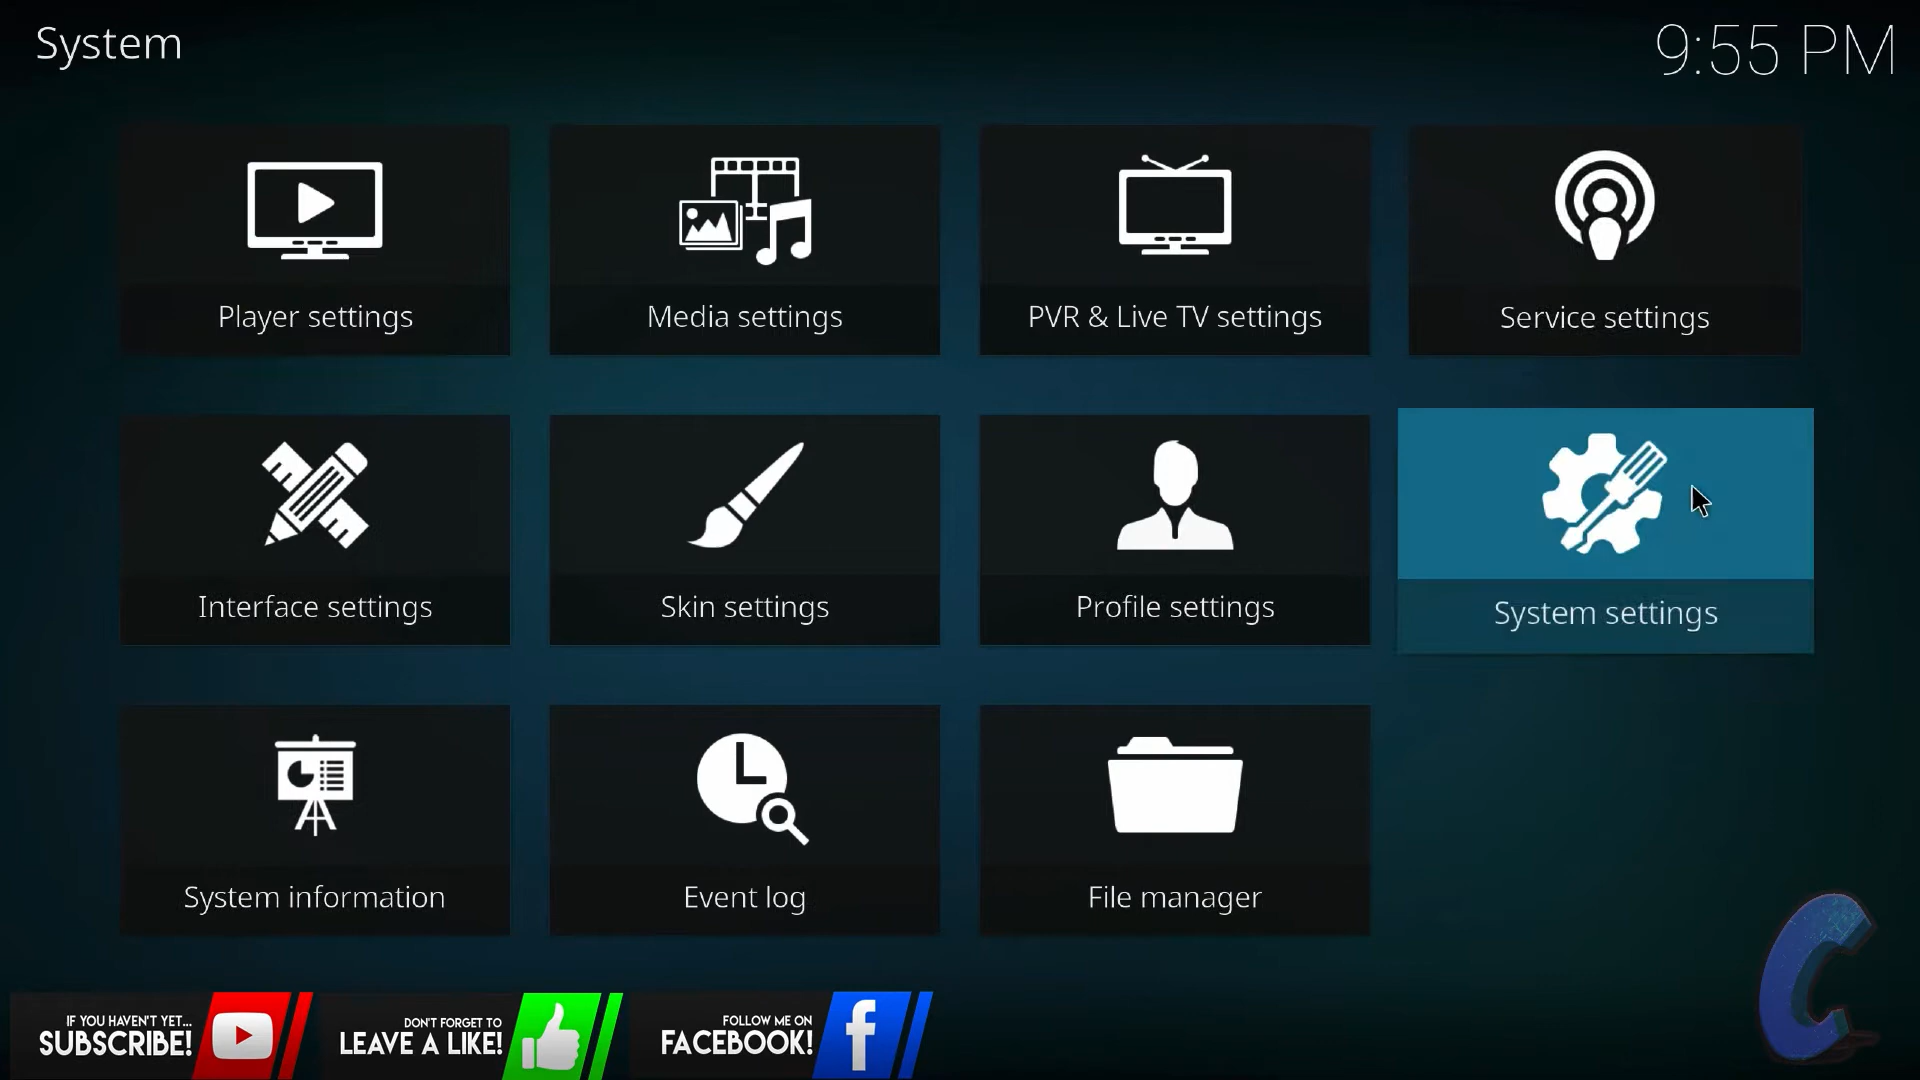 System
9:55 PM
Player settings
Media settings
PVR & Live TV settings
Service settings
Interface settings
Skin settings
Profile settings
System settings
System information
Event log
File manager
IF YOU HAVEN'T YET...
SUBSCRIBE!
DON'T FORGET TO
LEAVE A LIKE!
FOLLOW ME ON
FACEBOOK!
f
C